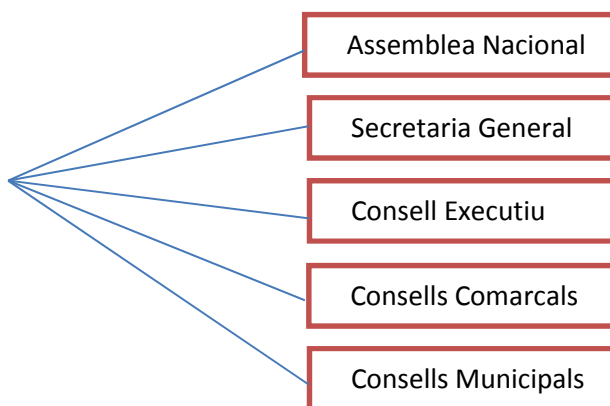 Assemblea Nacional
Secretaria General
Consell Executiu
Consells Comarcals
Consells Municipals